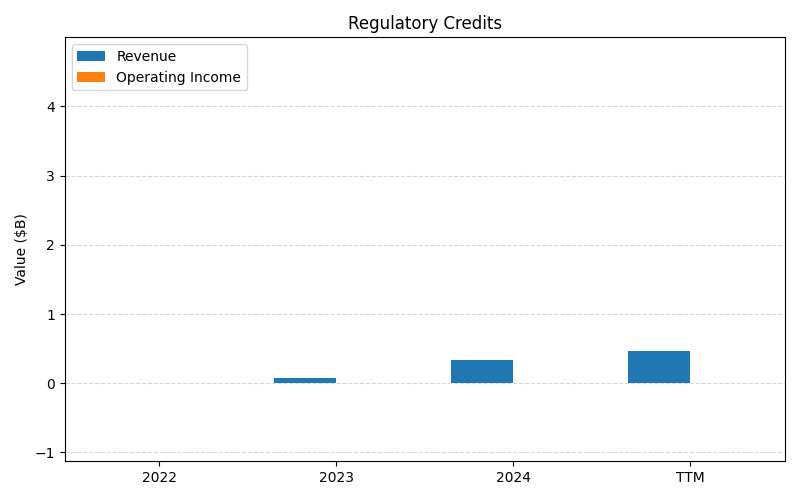 Regulatory Credits
Revenue
Operating Income
Value ($B)
4
3
2
1
0
−1
2022
2023
2024
TTM